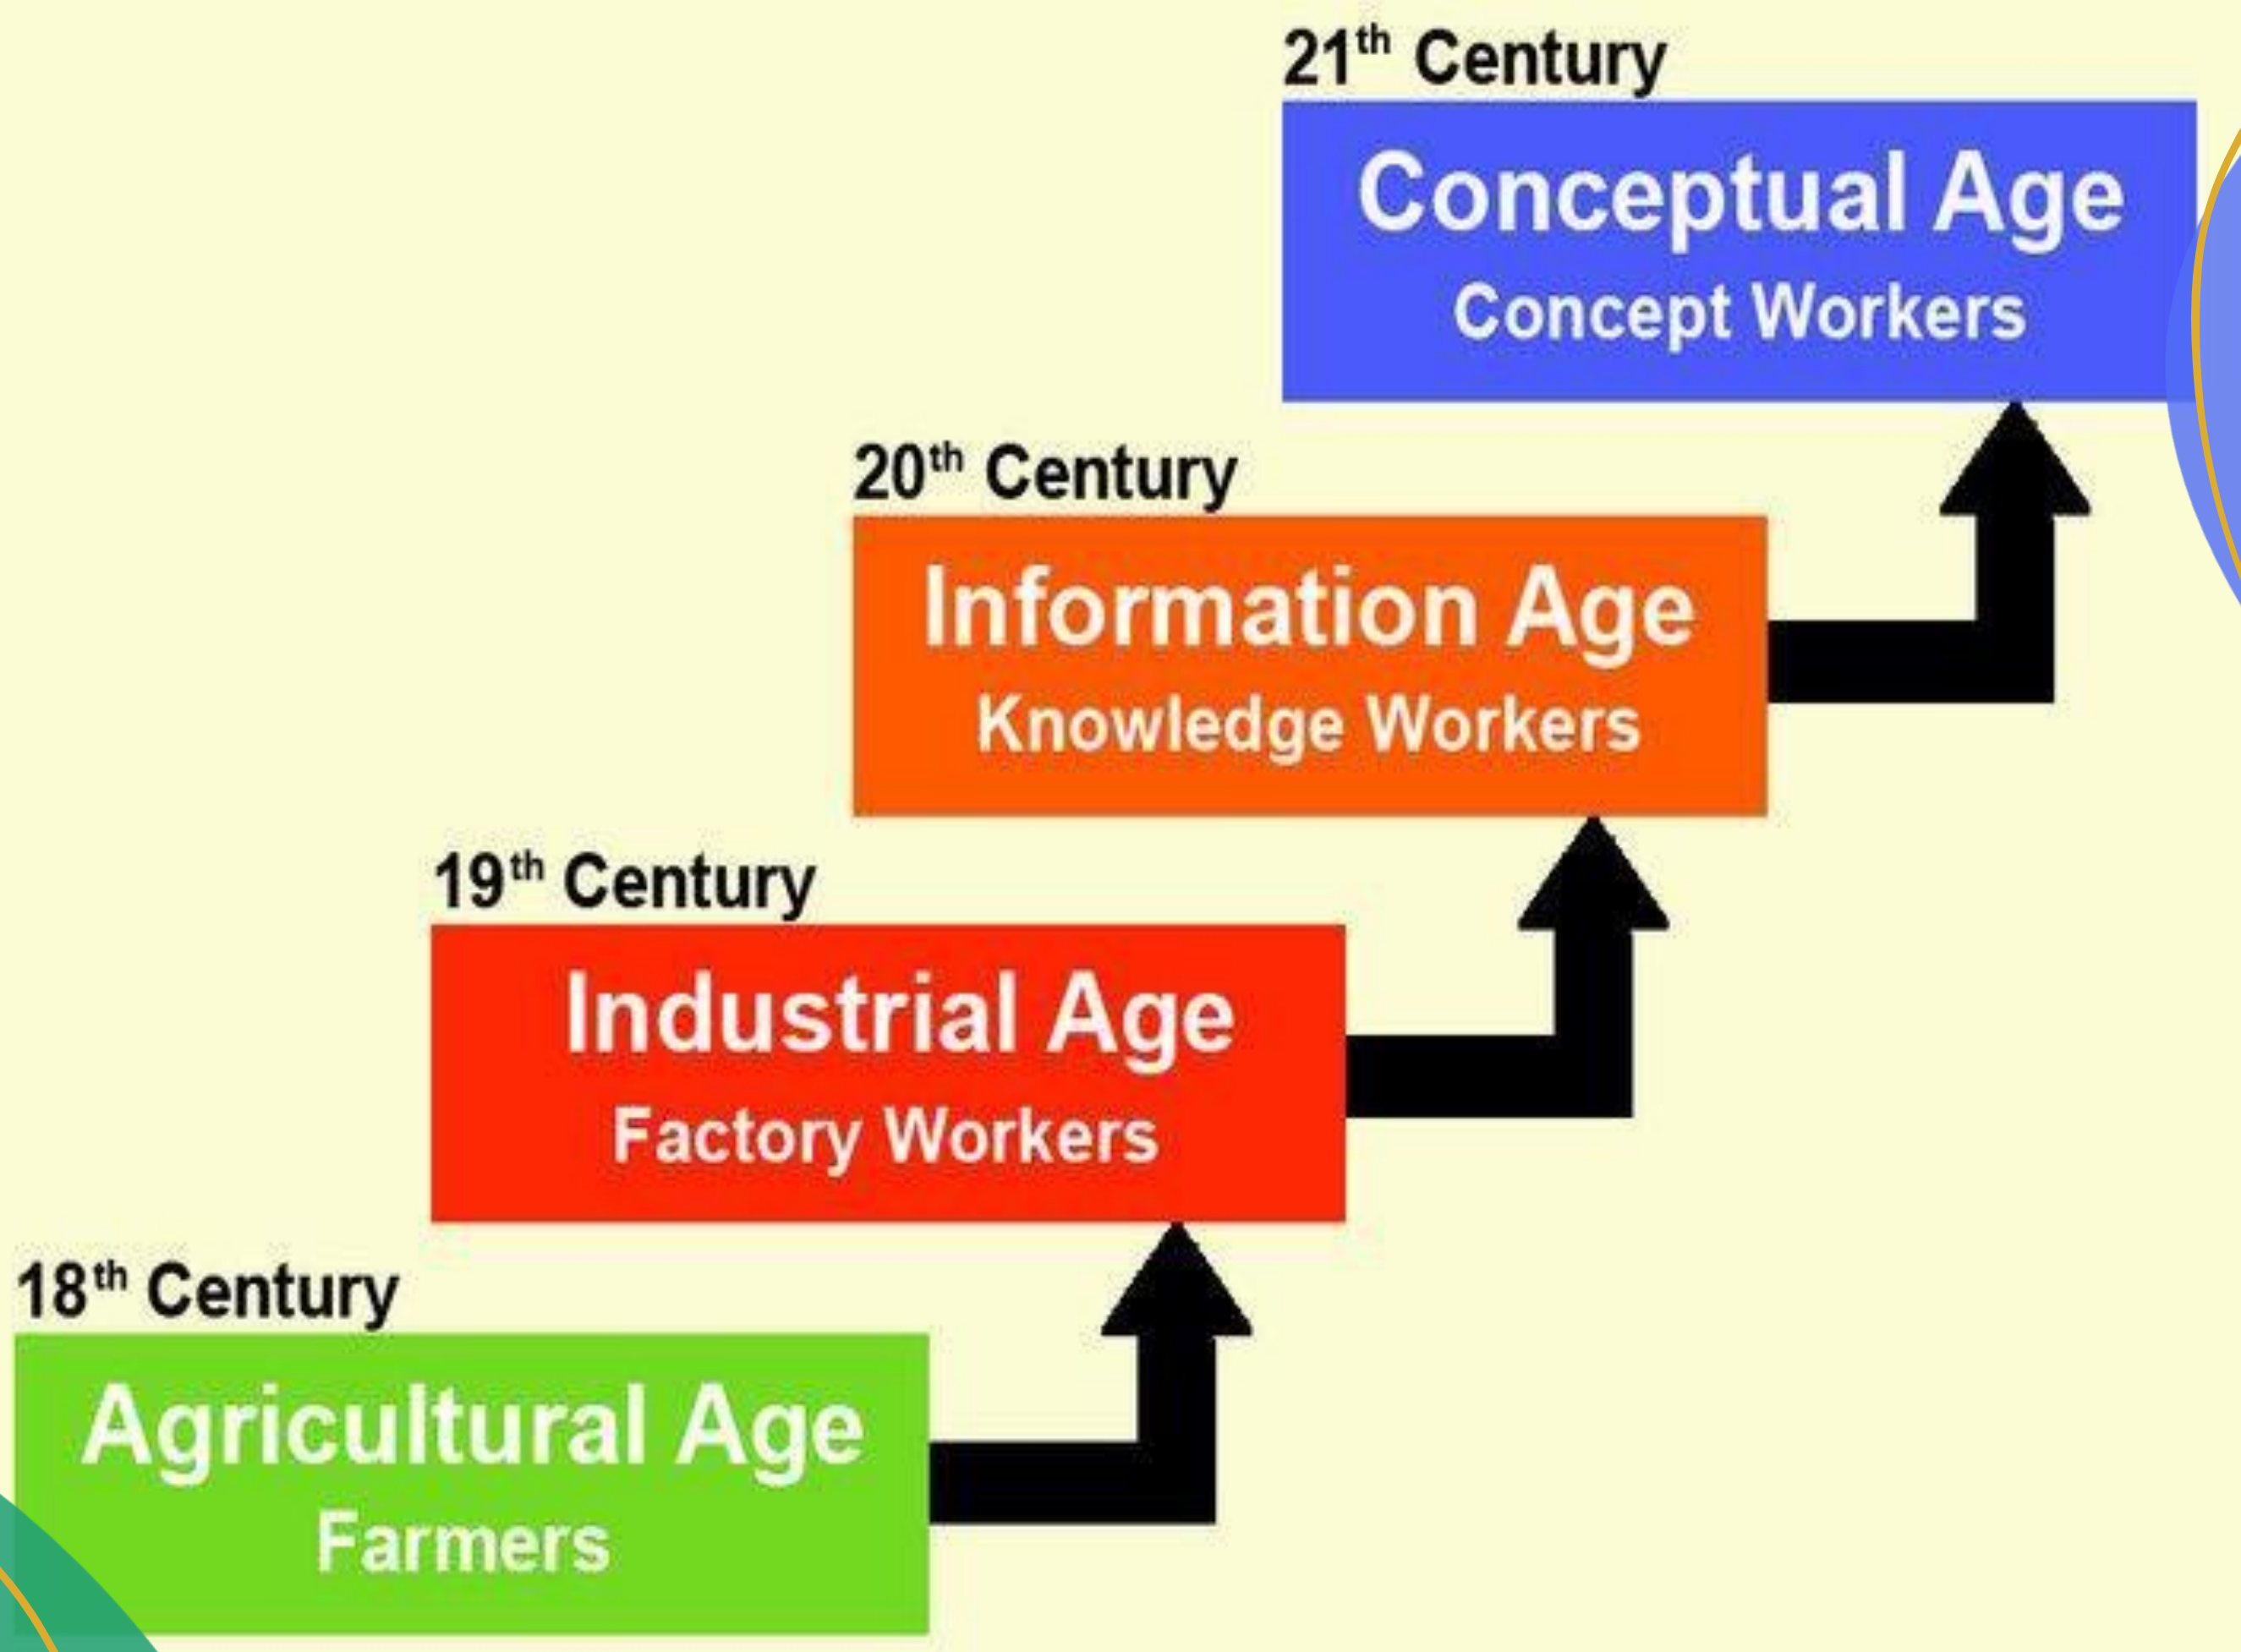 21th Century
Conceptual Age
Concept Workers
20th Century
Information Age
Knowledge Workers
19th Century
Industrial Age
Factory Workers
18th Century
Agricultural Age
Farmers